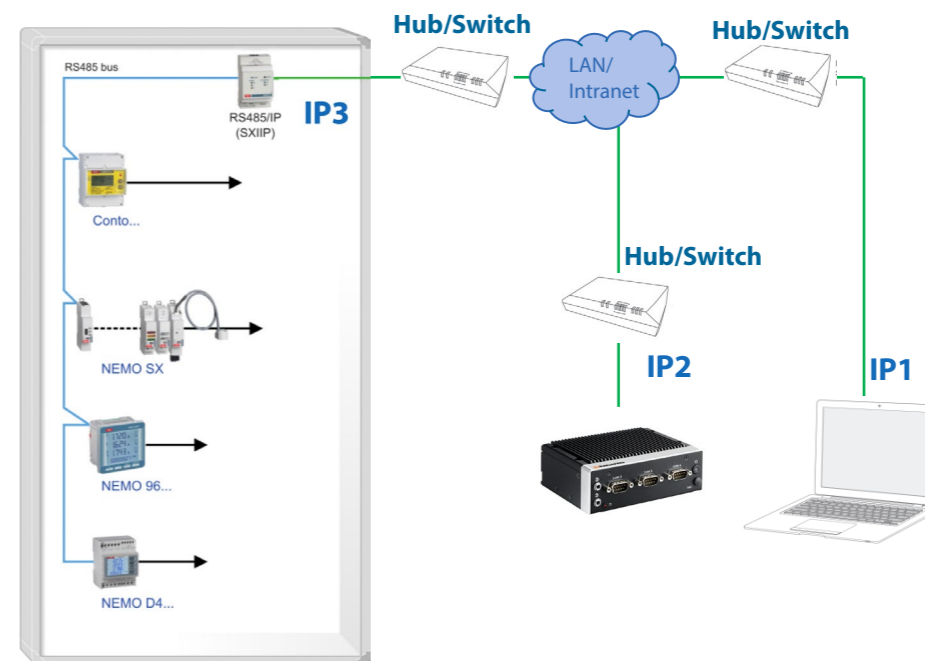 Hub/Switch
Hub/Switch
RS485 bus
LAN/
Intranet
RS485/IP
(SXIIP)
IP3
Conto...
Hub/Switch
NEMO SX
IP2
IP1
NEMO 96...
NEMO D4...